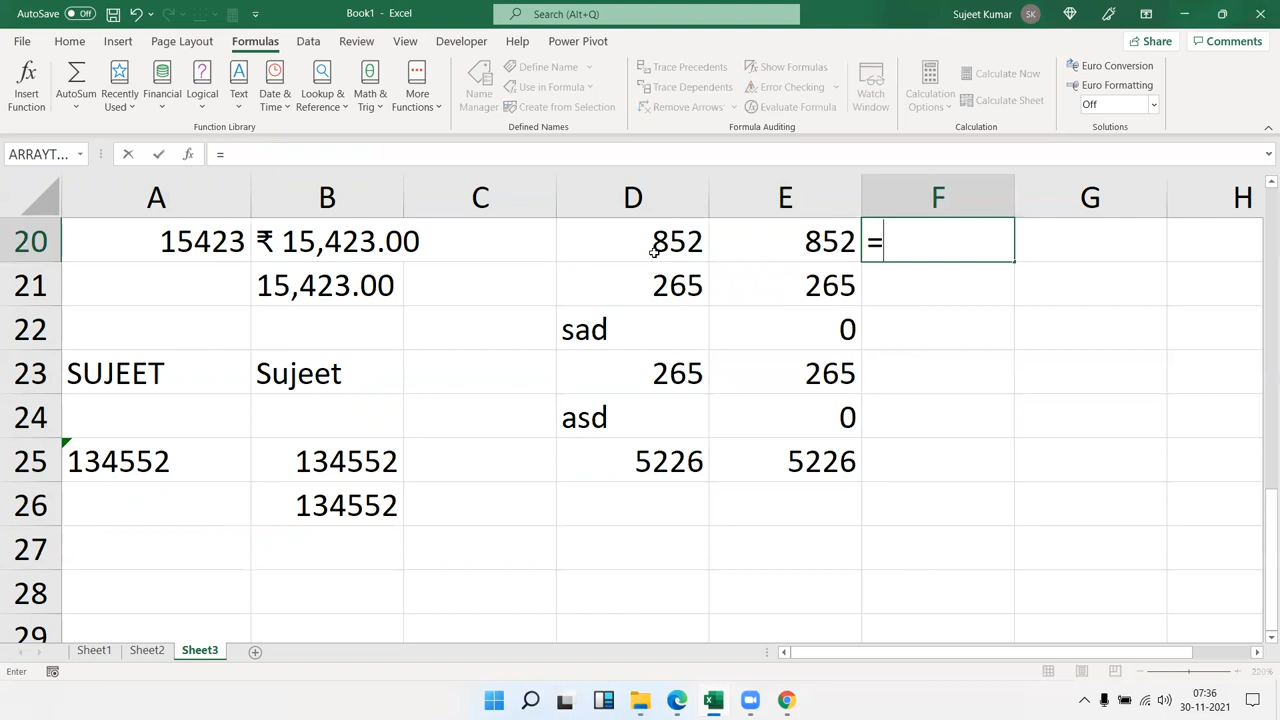 AutoSave Off Book1 - Excel Search (Alt+Q) Sujeet Kumar SK
File Home Insert Page Layout Formulas Data Review View Developer Help Power Pivot Share Comments
Insert Function AutoSum Recently Used Financial Logical Text Date & Time Lookup & Reference Math & Trig More Functions
Function Library
Name Manager Define Name Use in Formula Create from Selection
Defined Names
Trace Precedents Trace Dependents Remove Arrows Show Formulas Error Checking Evaluate Formula Watch Window
Formula Auditing
Calculation Options Calculate Now Calculate Sheet
Calculation
Euro Conversion Euro Formatting Off
Solutions
ARRAYT... fx =
A B C D E F G H
20 15423 ₹ 15,423.00 852 852 =
21 15,423.00 265 265
22 sad 0
23 SUJEET Sujeet 265 265
24 asd 0
25 134552 134552 5226 5226
26 134552
27
28
29
Sheet1 Sheet2 Sheet3
Enter 220%
07:36
30-11-2021